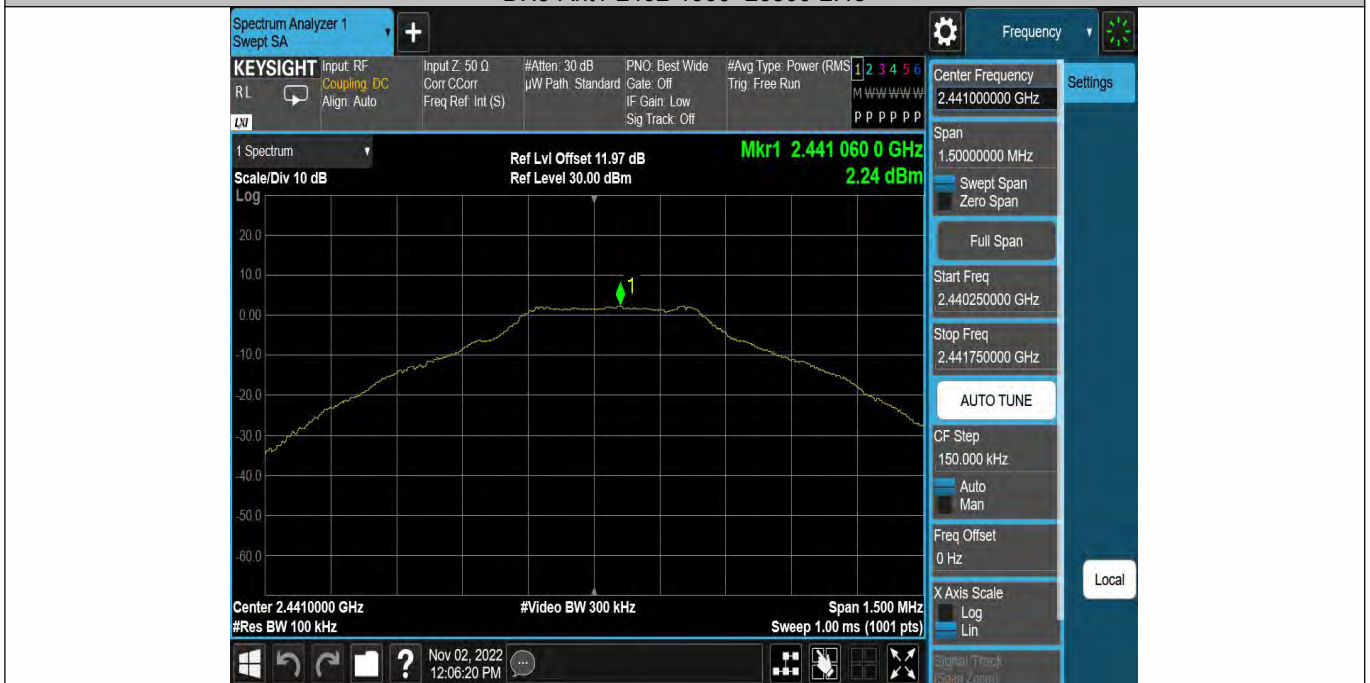 Spectrum Analyzer 1
Swept SA
+
Frequency
KEYSIGHT
RL
LXI
Input: RF
Coupling: DC
Align: Auto
Input Z: 50 Ω
Corr CCorr
Freq Ref: Int (S)
#Atten: 30 dB
µW Path: Standard
PNO: Best Wide
Gate: Off
IF Gain: Low
Sig Track: Off
#Avg Type: Power (RMS
Trig: Free Run
1 2 3 4 5 6
M W W W W W
P P P P P P
1 Spectrum
Scale/Div 10 dB
Ref Lvl Offset 11.97 dB
Ref Level 30.00 dBm
Mkr1 2.441 060 0 GHz
2.24 dBm
Log
20.0
10.0
0.00
-10.0
-20.0
-30.0
-40.0
-50.0
-60.0
1
Center 2.4410000 GHz
#Res BW 100 kHz
#Video BW 300 kHz
Span 1.500 MHz
Sweep 1.00 ms (1001 pts)
Nov 02, 2022
12:06:20 PM
?
Center Frequency
2.441000000 GHz
Settings
Span
1.50000000 MHz
Swept Span
Zero Span
Full Span
Start Freq
2.440250000 GHz
Stop Freq
2.441750000 GHz
AUTO TUNE
CF Step
150.000 kHz
Auto
Man
Freq Offset
0 Hz
X Axis Scale
Log
Lin
Local
Signal Track
(Span Zoom)